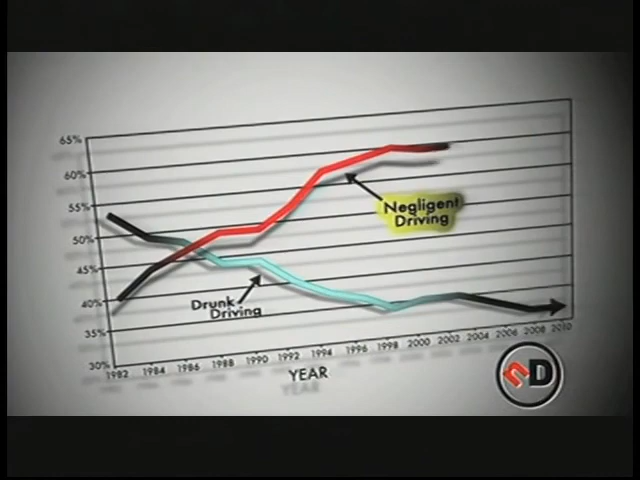 65%
60%
55%
50%
45%
40%
35%
30%
Negligent
Driving
Drunk
Driving
1982 1984 1986 1988 1990 1992 1994 1996 1998 2000 2002 2004 2006 2008 2010
YEAR
D